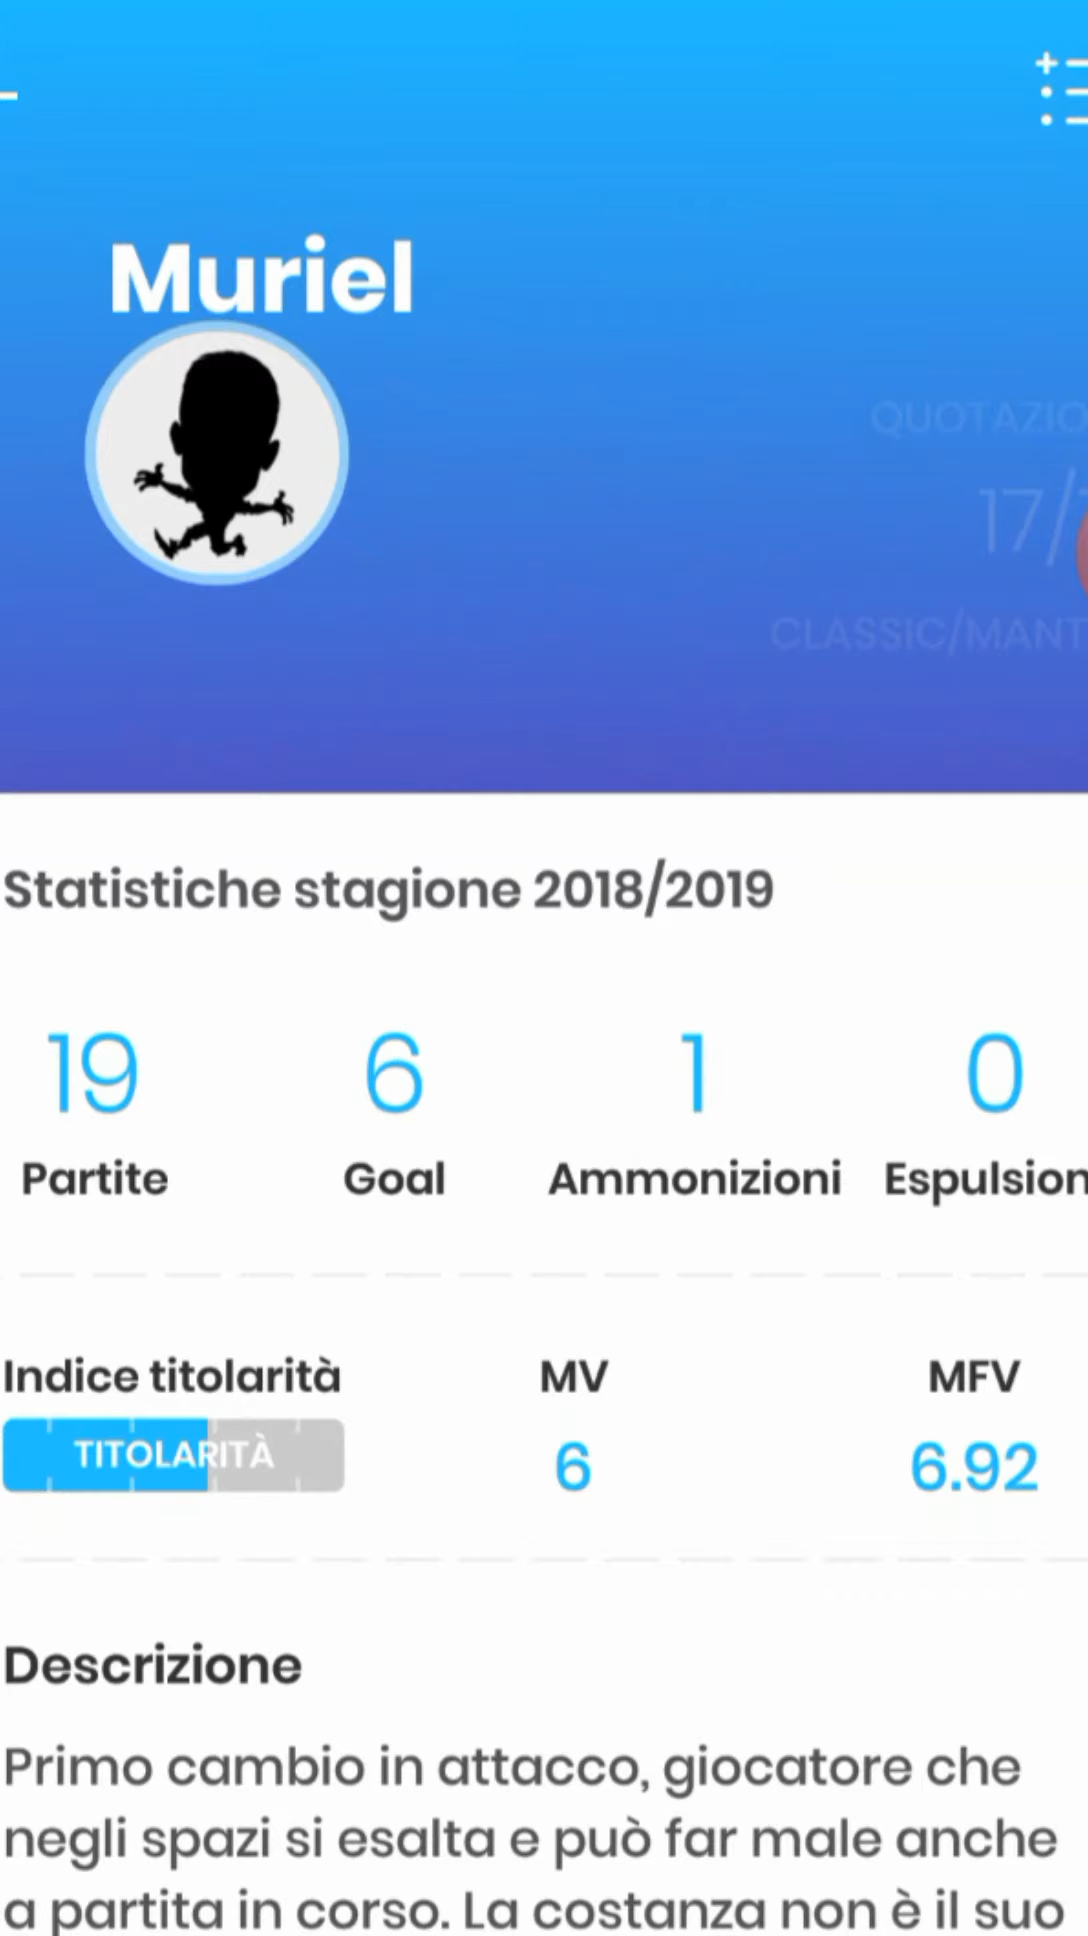 Muriel
QUOTAZIO
17/
CLASSIC/MANT
Statistiche stagione 2018/2019
19 6 1 0
Partite Goal Ammonizioni Espulsion
Indice titolarità MV MFV
TITOLARITÀ 6 6.92
Descrizione
Primo cambio in attacco, giocatore che
negli spazi si esalta e può far male anche
a partita in corso. La costanza non è il suo